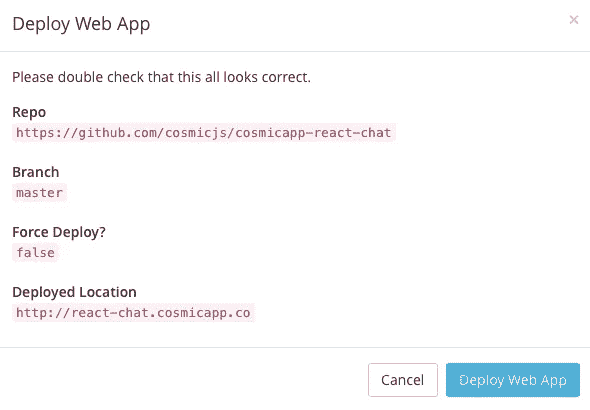 Deploy Web App
×
Please double check that this all looks correct.
Repo
https://github.com/cosmicjs/cosmicapp-react-chat
Branch
master
Force Deploy?
false
Deployed Location
http://react-chat.cosmicapp.co
Cancel
Deploy Web App